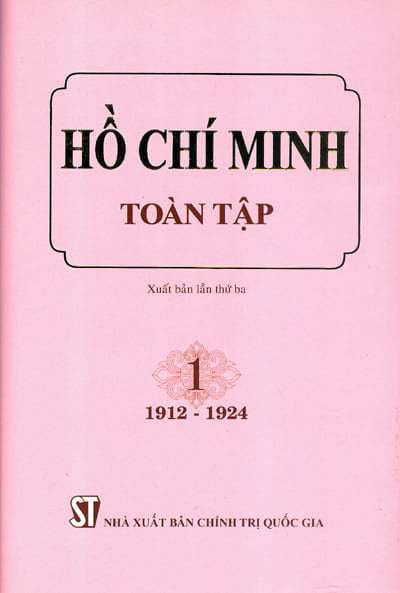 HỒ CHÍ MINH
TOÀN TẬP
Xuất bản lần thứ ba
1
1912 - 1924
ST NHÀ XUẤT BẢN CHÍNH TRỊ QUỐC GIA